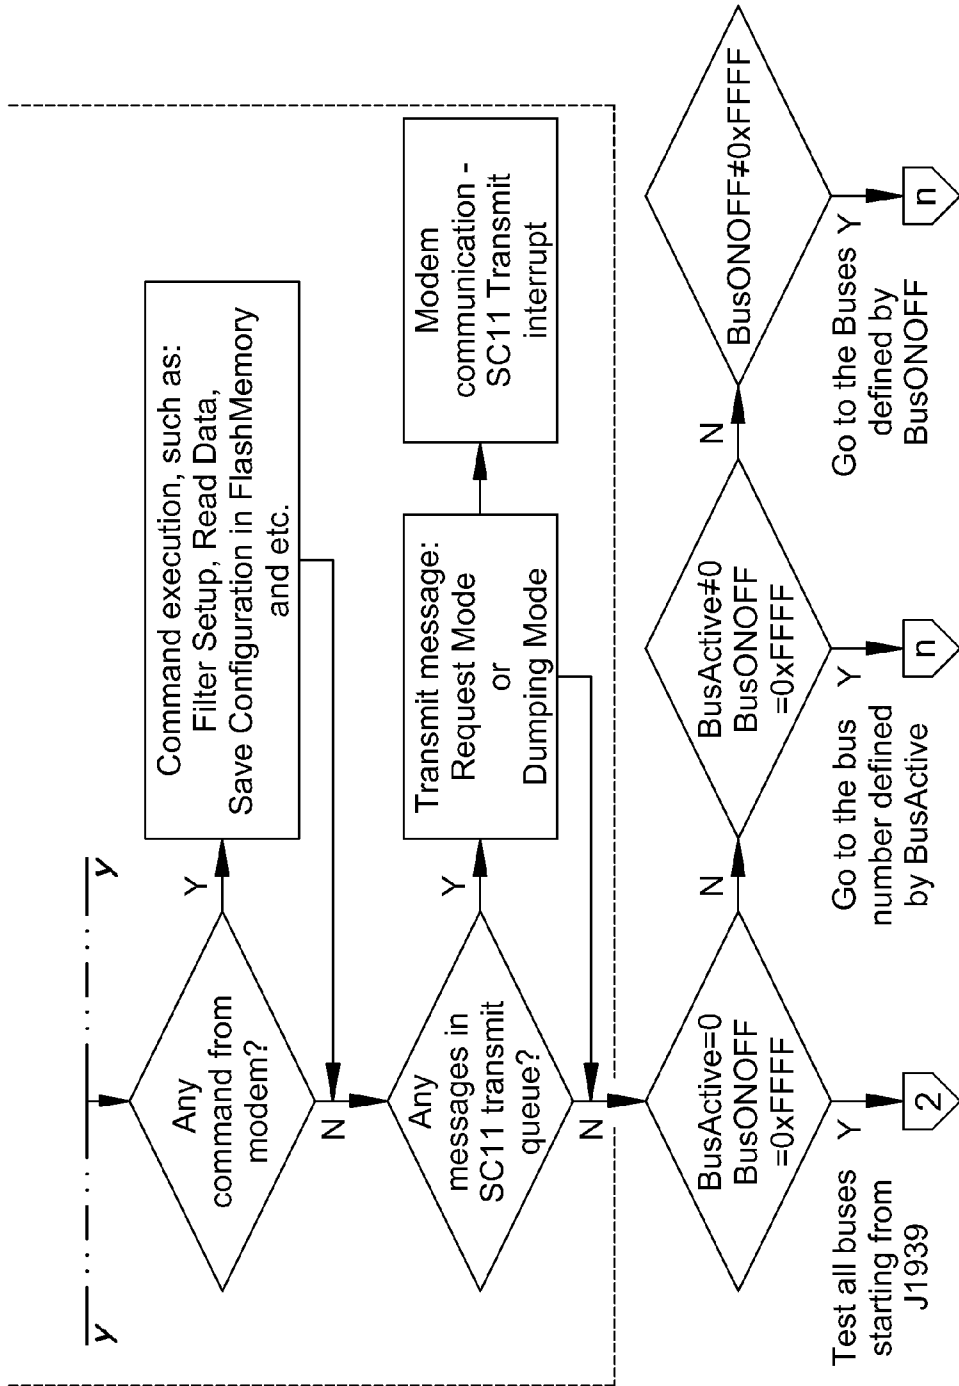 y
y
Any
command from
modem?
Y
Command execution, such as:
Filter Setup, Read Data,
Save Configuration in FlashMemory
and etc.
N
Any
messages in
SC11 transmit
queue?
Y
Transmit message:
Request Mode
or
Dumping Mode
Modem
communication -
SC11 Transmit
interrupt
N
BusActive=0
BusONOFF
=0xFFFF
N
BusActive≠0
BusONOFF
=0xFFFF
N
BusONOFF≠0xFFFF
Test all buses
starting from
J1939
Y
2
Go to the bus
number defined
by BusActive
Y
n
Go to the Buses
defined by
BusONOFF
Y
n